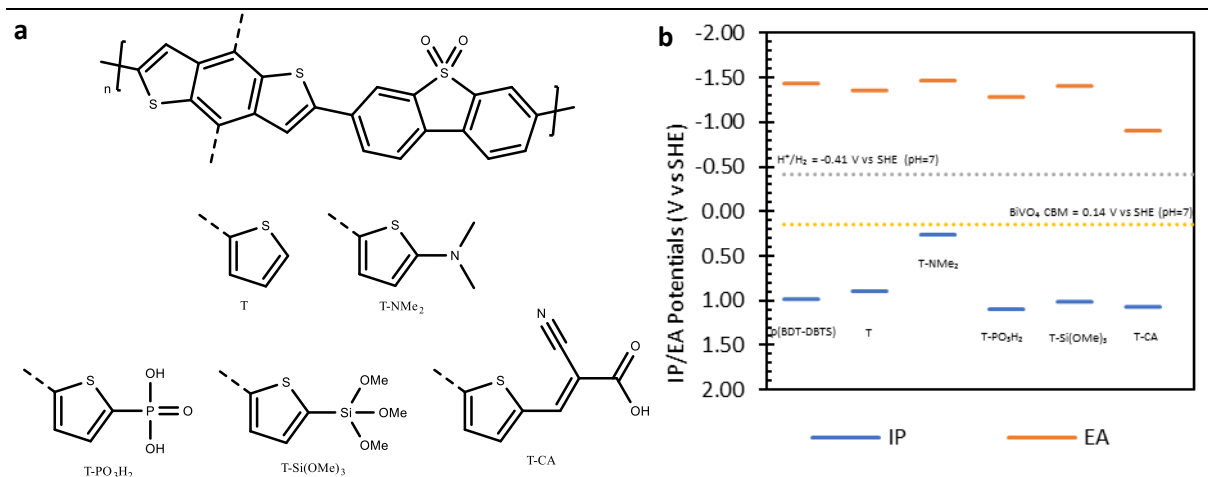 a
O O
S
n
S
S
S
T
S
N
T-NMe₂
S
OH
P
O
OH
T-PO₃H₂
S
OMe
Si
OMe
OMe
T-Si(OMe)₃
N
S
O
OH
T-CA
b
IP/EA Potentials (V vs SHE)
-2.00
-1.50
-1.00
-0.50
0.00
0.50
1.00
1.50
2.00
H⁺/H₂ = -0.41 V vs SHE (pH=7)
BiVO₄ CBM = 0.14 V vs SHE (pH=7)
T-NMe₂
p(BDT-DBTS)
T
T-PO₃H₂
T-Si(OMe)₃
T-CA
IP
EA